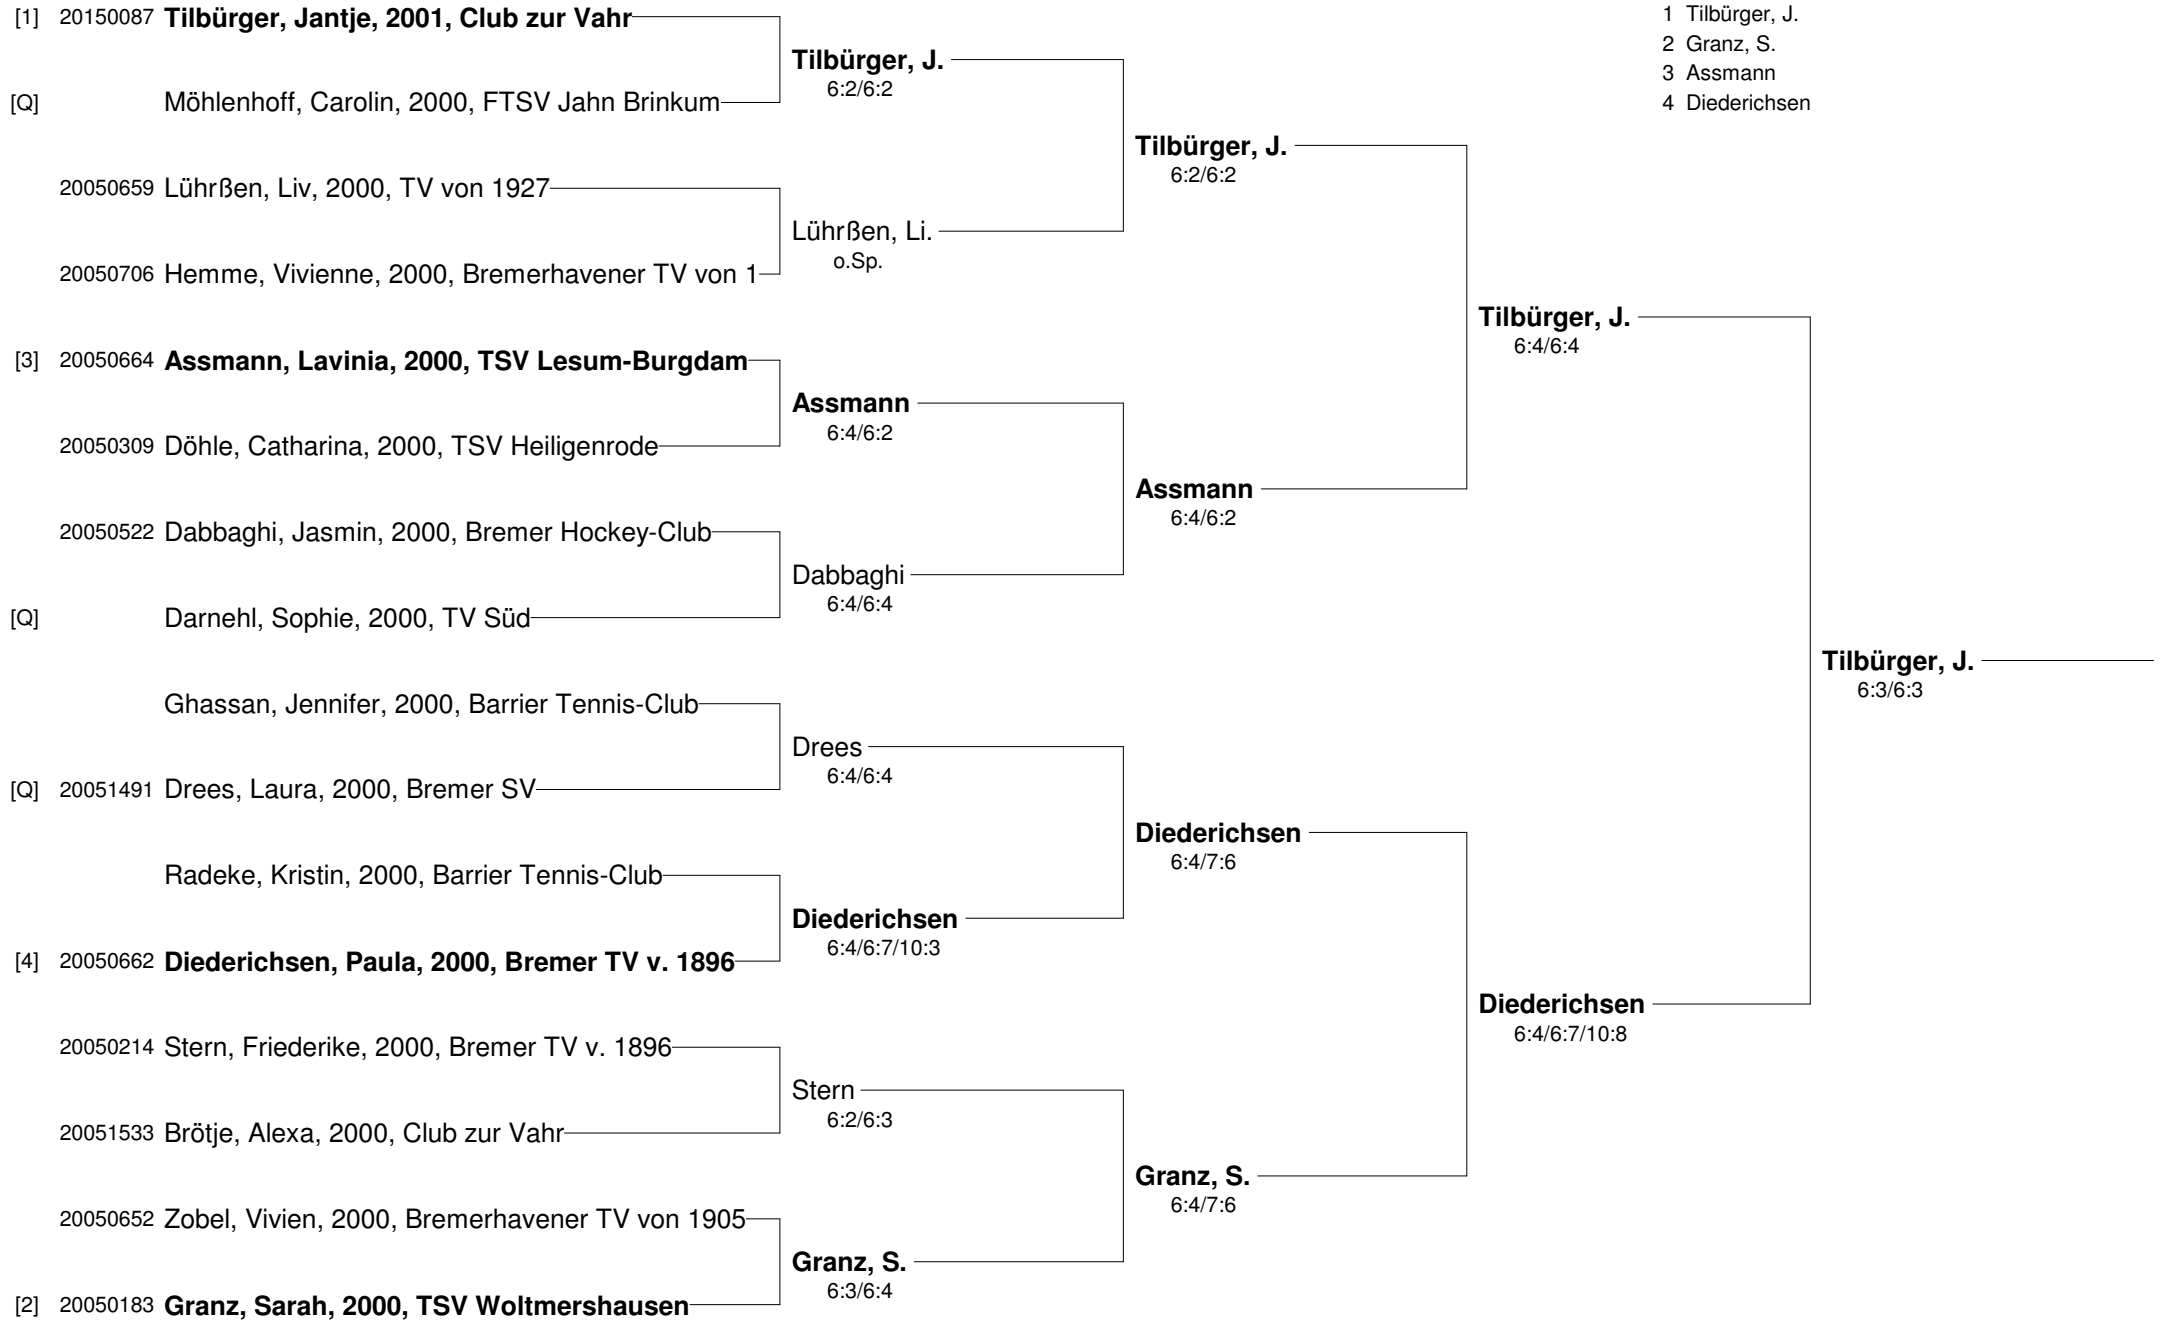 [1] 20150087 Tilbürger, Jantje, 2001, Club zur Vahr
[Q] Möhlenhoff, Carolin, 2000, FTSV Jahn Brinkum
20050659 Lührßen, Liv, 2000, TV von 1927
20050706 Hemme, Vivienne, 2000, Bremerhavener TV von 1
[3] 20050664 Assmann, Lavinia, 2000, TSV Lesum-Burgdam
20050309 Döhle, Catharina, 2000, TSV Heiligenrode
20050522 Dabbaghi, Jasmin, 2000, Bremer Hockey-Club
[Q] Darnehl, Sophie, 2000, TV Süd
Ghassan, Jennifer, 2000, Barrier Tennis-Club
[Q] 20051491 Drees, Laura, 2000, Bremer SV
Radeke, Kristin, 2000, Barrier Tennis-Club
[4] 20050662 Diederichsen, Paula, 2000, Bremer TV v. 1896
20050214 Stern, Friederike, 2000, Bremer TV v. 1896
20051533 Brötje, Alexa, 2000, Club zur Vahr
20050652 Zobel, Vivien, 2000, Bremerhavener TV von 1905
[2] 20050183 Granz, Sarah, 2000, TSV Woltmershausen
Tilbürger, J.
6:2/6:2
Lührßen, Li.
o.Sp.
Assmann
6:4/6:2
Dabbaghi
6:4/6:4
Drees
6:4/6:4
Diederichsen
6:4/6:7/10:3
Stern
6:2/6:3
Granz, S.
6:3/6:4
Tilbürger, J.
6:2/6:2
Assmann
6:4/6:2
Diederichsen
6:4/7:6
Granz, S.
6:4/7:6
Tilbürger, J.
6:4/6:4
Diederichsen
6:4/6:7/10:8
Tilbürger, J.
6:3/6:3
1 Tilbürger, J.
2 Granz, S.
3 Assmann
4 Diederichsen